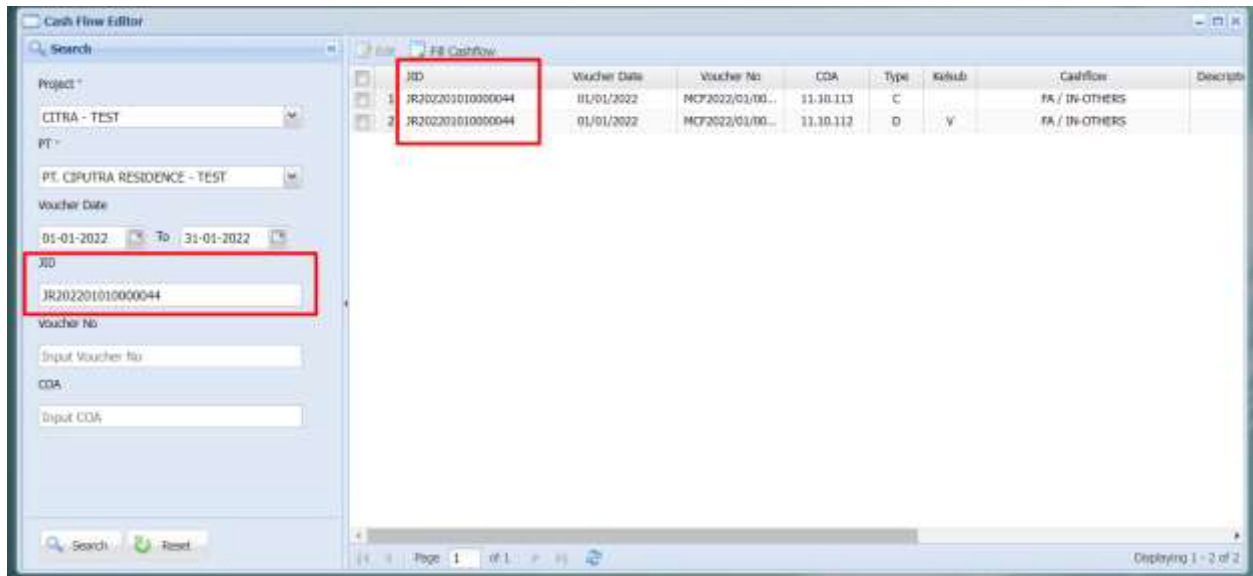 Cash Flow Editor
Search
Edit Fill Cashflow
Project *
CITRA - TEST
PT *
PT. CIPUTRA RESIDENCE - TEST
Voucher Date
01-01-2022 To 31-01-2022
JID
JR202201010000044
Voucher No
Input Voucher No
COA
Input COA
Search Reset
JID Voucher Date Voucher No COA Type Kelsub Cashflow Descripti
1 JR202201010000044 01/01/2022 MCF2022/01/00... 11.10.113 C FA / IN-OTHERS
2 JR202201010000044 01/01/2022 MCF2022/01/00... 11.10.112 D V FA / IN-OTHERS
Page 1 of 1
Displaying 1 - 2 of 2